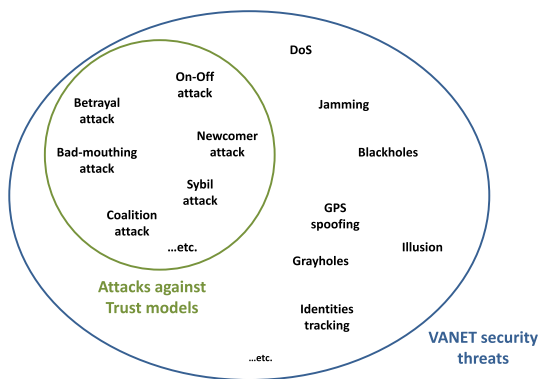 DoS
On-Off
attack
Betrayal
attack
Jamming
Newcomer
attack
Bad-mouthing
attack
Blackholes
Sybil
attack
Coalition
attack
GPS
spoofing
...etc.
Illusion
Grayholes
Attacks against
Trust models
Identities
tracking
VANET security
threats
...etc.